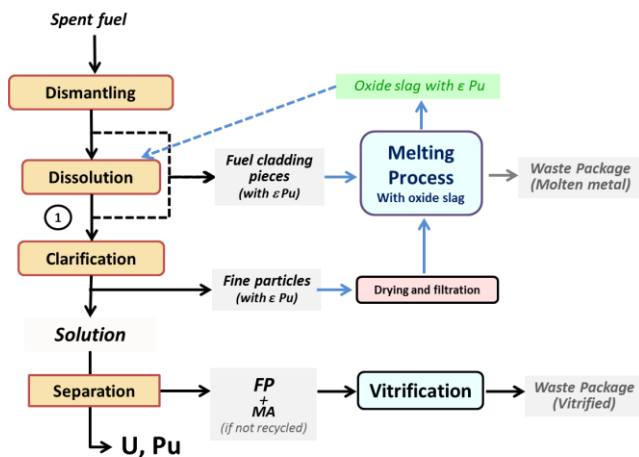 Spent fuel
Dismantling
Oxide slag with ε Pu
Dissolution
Fuel cladding
pieces
(with ε Pu)
Melting
Process
With oxide slag
Waste Package
(Molten metal)
1
Clarification
Fine particles
(with ε Pu)
Drying and filtration
Solution
Separation
FP
+
MA
(if not recycled)
Vitrification
Waste Package
(Vitrified)
U, Pu